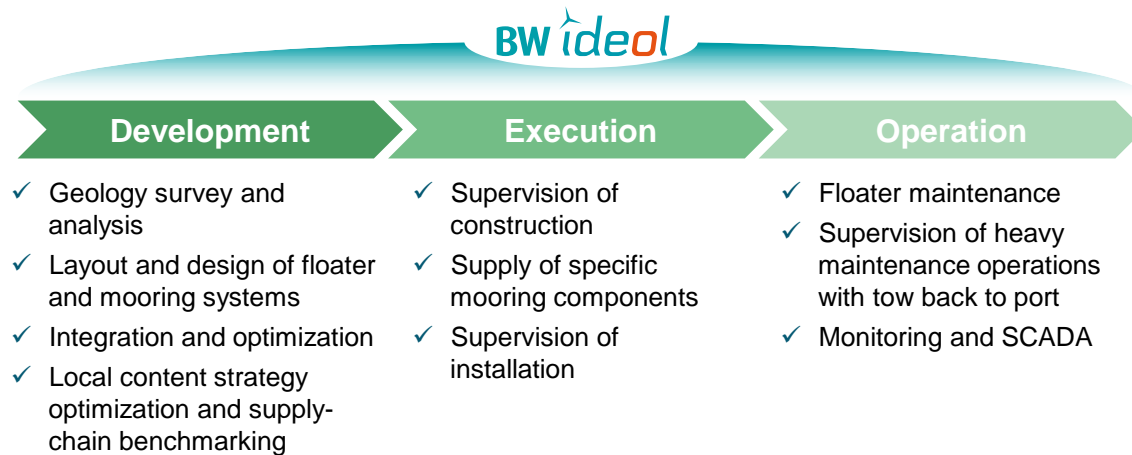 BW ideol
Development
Execution
Operation
✓ Geology survey and
analysis
✓ Layout and design of floater
and mooring systems
✓ Integration and optimization
✓ Local content strategy
optimization and supply-
chain benchmarking
✓ Supervision of
construction
✓ Supply of specific
mooring components
✓ Supervision of
installation
✓ Floater maintenance
✓ Supervision of heavy
maintenance operations
with tow back to port
✓ Monitoring and SCADA